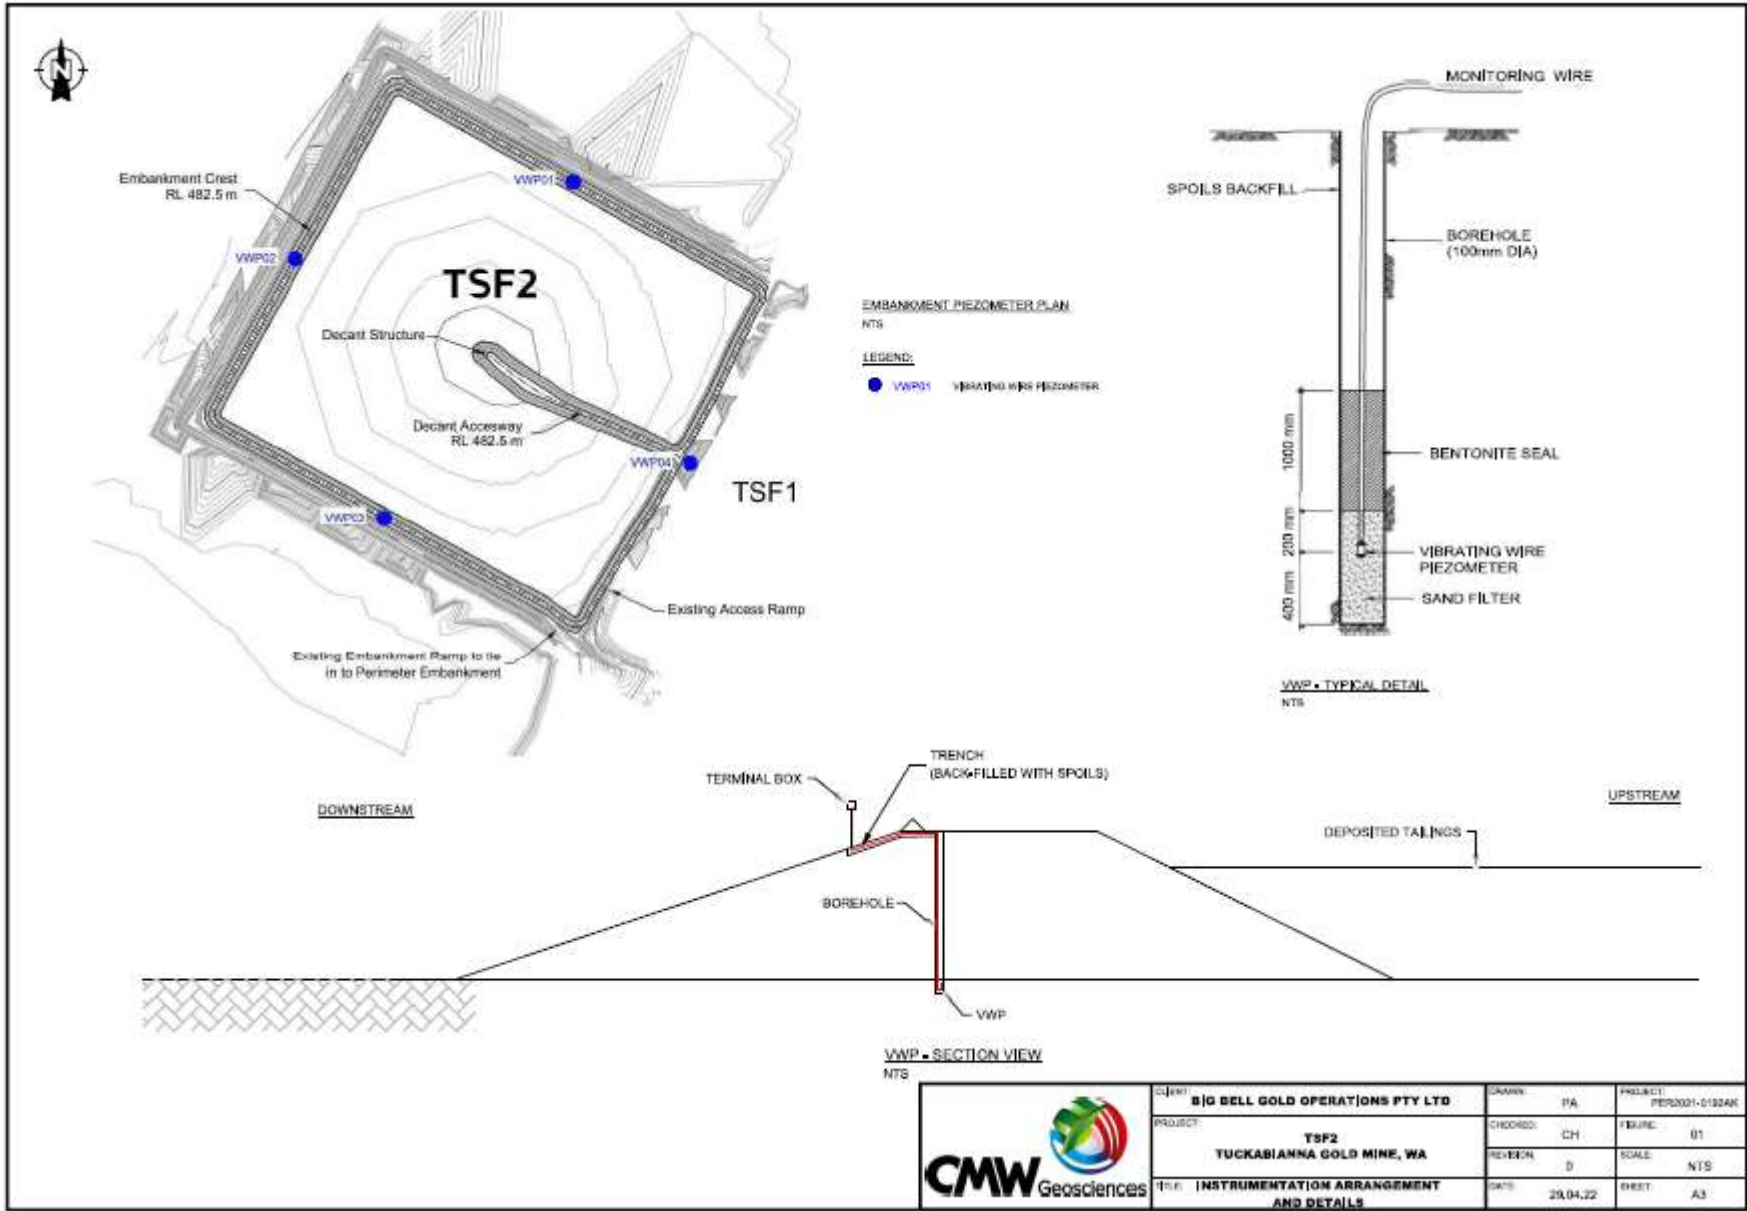 N
Embankment Crest
RL 482.5 m
VWP01
VWP02
TSF2
Decant Structure
Decant Accesway
RL 482.5 m
VWP04
TSF1
VWP03
Existing Access Ramp
Existing Embankment Ramp to tie
in to Perimeter Embankment
EMBANKMENT PIEZOMETER PLAN
NTS
LEGEND:
VWP01 VIBRATING WIRE PIEZOMETER
MONITORING WIRE
SPOILS BACKFILL
BOREHOLE
(100mm DIA)
1000 mm
BENTONITE SEAL
200 mm
VIBRATING WIRE
PIEZOMETER
400 mm
SAND FILTER
VWP - TYPICAL DETAIL
NTS
DOWNSTREAM
TERMINAL BOX
TRENCH
(BACK-FILLED WITH SPOILS)
UPSTREAM
DEPOSITED TAILINGS
BOREHOLE
VWP
VWP - SECTION VIEW
NTS
CMW Geosciences
CLIENT: BIG BELL GOLD OPERATIONS PTY LTD
PROJECT:
TSF2
TUCKABIANNA GOLD MINE, WA
TITLE: INSTRUMENTATION ARRANGEMENT
AND DETAILS
DRAWN: PA
PROJECT: PER2021-0192AK
CHECKED: CH
FIGURE: 01
REVISION: D
SCALE: NTS
DATE: 29.04.22
SHEET: A3